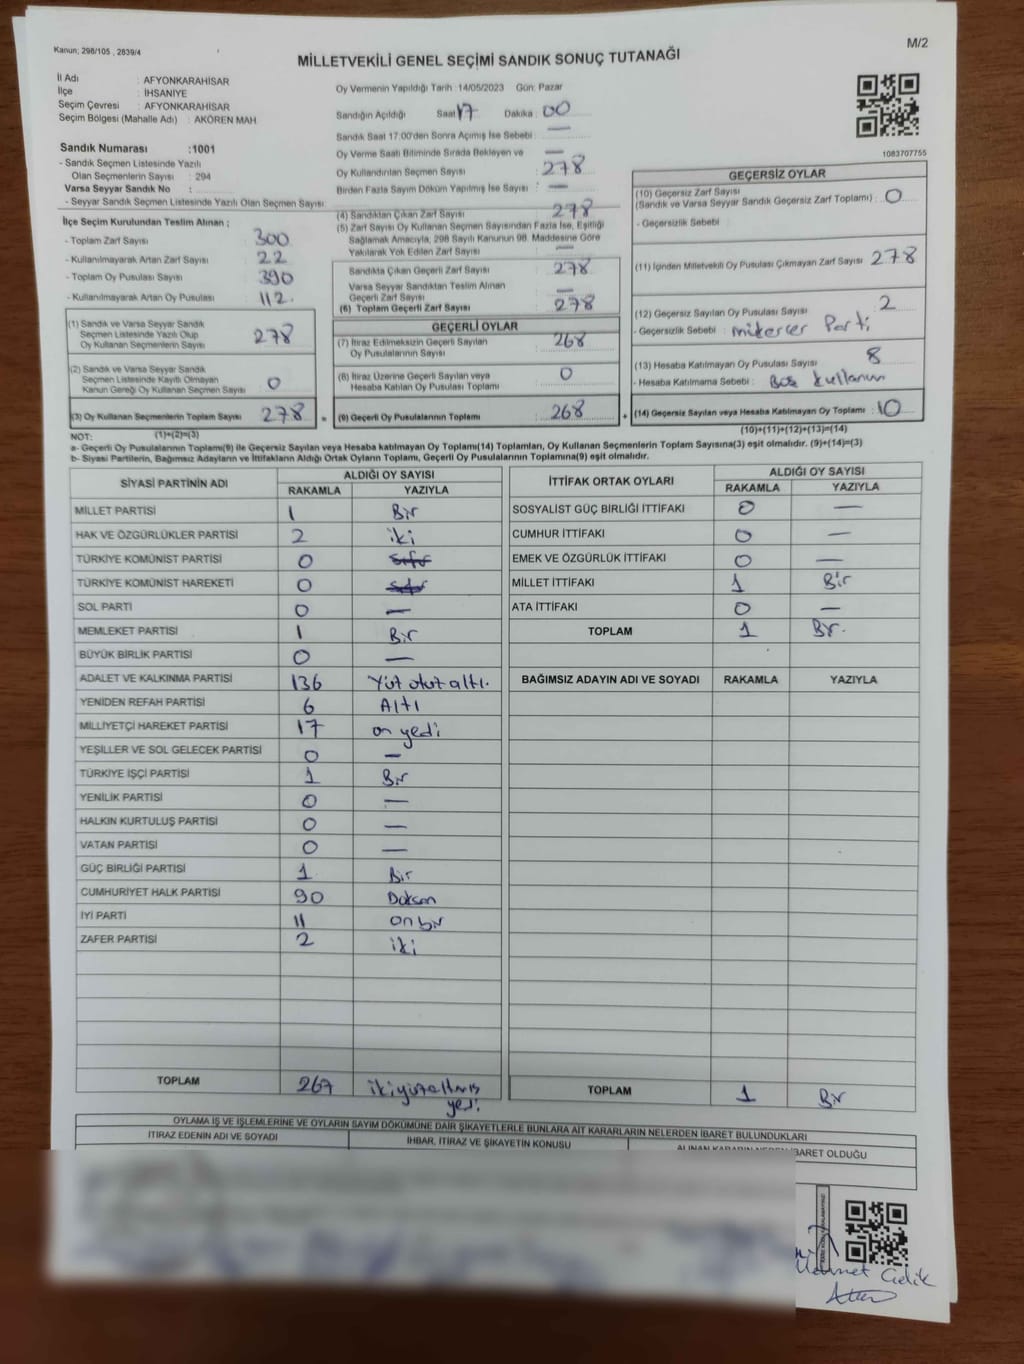 Kanun; 298/105 , 2839/4
M/2
MİLLETVEKİLİ GENEL SEÇİMİ SANDIK SONUÇ TUTANAĞI
İl Adı : AFYONKARAHİSAR
İlçe : İHSANİYE
Seçim Çevresi : AFYONKARAHİSAR
Seçim Bölgesi (Mahalle Adı) : AKÖREN MAH
Sandık Numarası :1001
- Sandık Seçmen Listesinde Yazılı
Olan Seçmenlerin Sayısı : 294
Varsa Seyyar Sandık No :
- Seyyar Sandık Seçmen Listesinde Yazılı Olan Seçmen Sayısı:
İlçe Seçim Kurulundan Teslim Alınan ;
- Toplam Zarf Sayısı : 300
- Kullanılmayarak Artan Zarf Sayısı : 22
- Toplam Oy Pusulası Sayısı : 390
- Kullanılmayarak Artan Oy Pusulası : 112.
(1) Sandık ve Varsa Seyyar Sandık
Seçmen Listesinde Yazılı Olup
Oy Kullanan Seçmenlerin Sayısı 278
(2) Sandık ve Varsa Seyyar Sandık
Seçmen Listesinde Kayıtlı Olmayan
Kanun Gereği Oy Kullanan Seçmen Sayısı : 0
(3) Oy Kullanan Seçmenlerin Toplam Sayısı 278 =
Oy Vermenin Yapıldığı Tarih :14/05/2023 Gün: Pazar
Sandığın Açıldığı Saat 17 Dakika : 00
Sandık Saat 17:00'den Sonra Açımış İse Sebebi : —
Oy Verme Saati Bitiminde Sırada Bekleyen ve —
Oy Kullandırılan Seçmen Sayısı : 278
Birden Fazla Sayım Döküm Yapılmış İse Sayısı : —
(4) Sandıktan Çıkan Zarf Sayısı : 278
(5) Zarf Sayısı Oy Kullanan Seçmen Sayısından Fazla İse, Eşitliği
Sağlamak Amacıyla, 298 Sayılı Kanunun 98. Maddesine Göre
Yakılarak Yok Edilen Zarf Sayısı : —
Sandıkta Çıkan Geçerli Zarf Sayısı : 278
Varsa Seyyar Sandıktan Teslim Alınan
Geçerli Zarf Sayısı : —
(6) Toplam Geçerli Zarf Sayısı : 278
GEÇERLİ OYLAR
(7) İtiraz Edilmeksizin Geçerli Sayılan 268
Oy Pusulasının Sayısı
(8) İtiraz Üzerine Geçerli Sayılan veya 0
Hesaba Katılan Oy Pusulası Toplamı
(9) Geçerli Oy Pusulalarının Toplamı : 268 +
1083707755
GEÇERSİZ OYLAR
(10) Geçersiz Zarf Sayısı
(Sandık ve Varsa Seyyar Sandık Geçersiz Zarf Toplamı) : 0
- Geçersizlik Sebebi :
(11) İçinden Milletvekili Oy Pusulası Çıkmayan Zarf Sayısı : 278
(12) Geçersiz Sayılan Oy Pusulası Sayısı : 2
- Geçersizlik Sebebi : Parti
(13) Hesaba Katılmayan Oy Pusulası Sayısı : 8
- Hesaba Katılmama Sebebi : Boş kullanım
(14) Geçersiz Sayılan veya Hesaba Katılmayan Oy Toplamı : 10
(10)+(11)+(12)+(13)=(14)
NOT: (1)+(2)=(3)
a- Geçerli Oy Pusulalarının Toplamı(9) ile Geçersiz Sayılan veya Hesaba katılmayan Oy Toplamı(14) Toplamları, Oy Kullanan Seçmenlerin Toplam Sayısına(3) eşit olmalıdır. (9)+(14)=(3)
b- Siyasi Partilerin, Bağımsız Adayların ve İttifakların Aldığı Ortak Oyların Toplamı, Geçerli Oy Pusulalarının Toplamına(9) eşit olmalıdır.
SİYASİ PARTİNİN ADI ALDIĞI OY SAYISI
RAKAMLA YAZIYLA
MİLLET PARTİSİ 1 Bir
HAK VE ÖZGÜRLÜKLER PARTİSİ 2 iki
TÜRKİYE KOMÜNİST PARTİSİ 0 sıfır
TÜRKİYE KOMÜNİST HAREKETİ 0 sıfır
SOL PARTİ 0 —
MEMLEKET PARTİSİ 1 Bir
BÜYÜK BİRLİK PARTİSİ 0 —
ADALET VE KALKINMA PARTİSİ 136 Yüz otuz altı.
YENİDEN REFAH PARTİSİ 6 Altı
MİLLİYETÇİ HAREKET PARTİSİ 17 on yedi
YEŞİLLER VE SOL GELECEK PARTİSİ 0 —
TÜRKİYE İŞÇİ PARTİSİ 1 Bir
YENİLİK PARTİSİ 0 —
HALKIN KURTULUŞ PARTİSİ 0 —
VATAN PARTİSİ 0 —
GÜÇ BİRLİĞİ PARTİSİ 1 Bir
CUMHURİYET HALK PARTİSİ 90 Doksan
İYİ PARTİ 11 onbir
ZAFER PARTİSİ 2 iki
TOPLAM 267 ikiyüzaltmış
yedi
İTTİFAK ORTAK OYLARI ALDIĞI OY SAYISI
RAKAMLA YAZIYLA
SOSYALİST GÜÇ BİRLİĞİ İTTİFAKI 0 —
CUMHUR İTTİFAKI 0 —
EMEK VE ÖZGÜRLÜK İTTİFAKI 0 —
MİLLET İTTİFAKI 1 Bir
ATA İTTİFAKI 0 —
TOPLAM 1 Bir.
BAĞIMSIZ ADAYIN ADI VE SOYADI RAKAMLA YAZIYLA
TOPLAM 1 Bir
OYLAMA İŞ VE İŞLEMLERİNE VE OYLARIN SAYIM DÖKÜMÜNE DAİR ŞİKAYETLERLE BUNLARA AİT KARARLARIN NELERDEN İBARET BULUNDUKLARI
İTİRAZ EDENİN ADI VE SOYADI İHBAR, İTİRAZ VE ŞİKAYETİN KONUSU ALINAN KARARIN NEDEN İBARET OLDUĞU
Mehmet Çelik